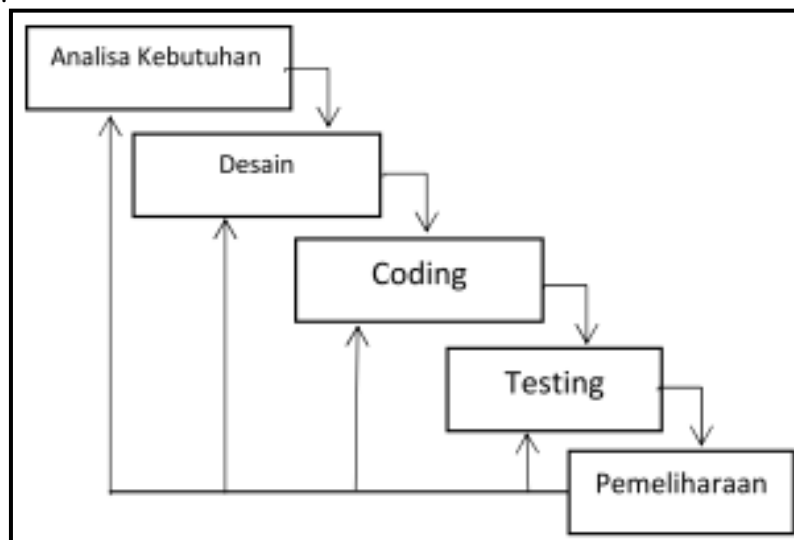 Analisa Kebutuhan
Desain
Coding
Testing
Pemeliharaan